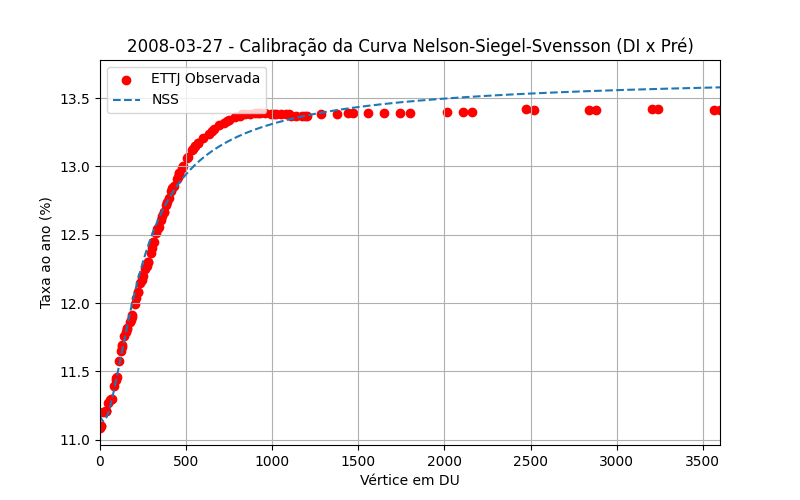 2008-03-27 - Calibração da Curva Nelson-Siegel-Svensson (DI x Pré)
ETTJ Observada
NSS
Taxa ao ano (%)
13.5
13.0
12.5
12.0
11.5
11.0
0 500 1000 1500 2000 2500 3000 3500
Vértice em DU